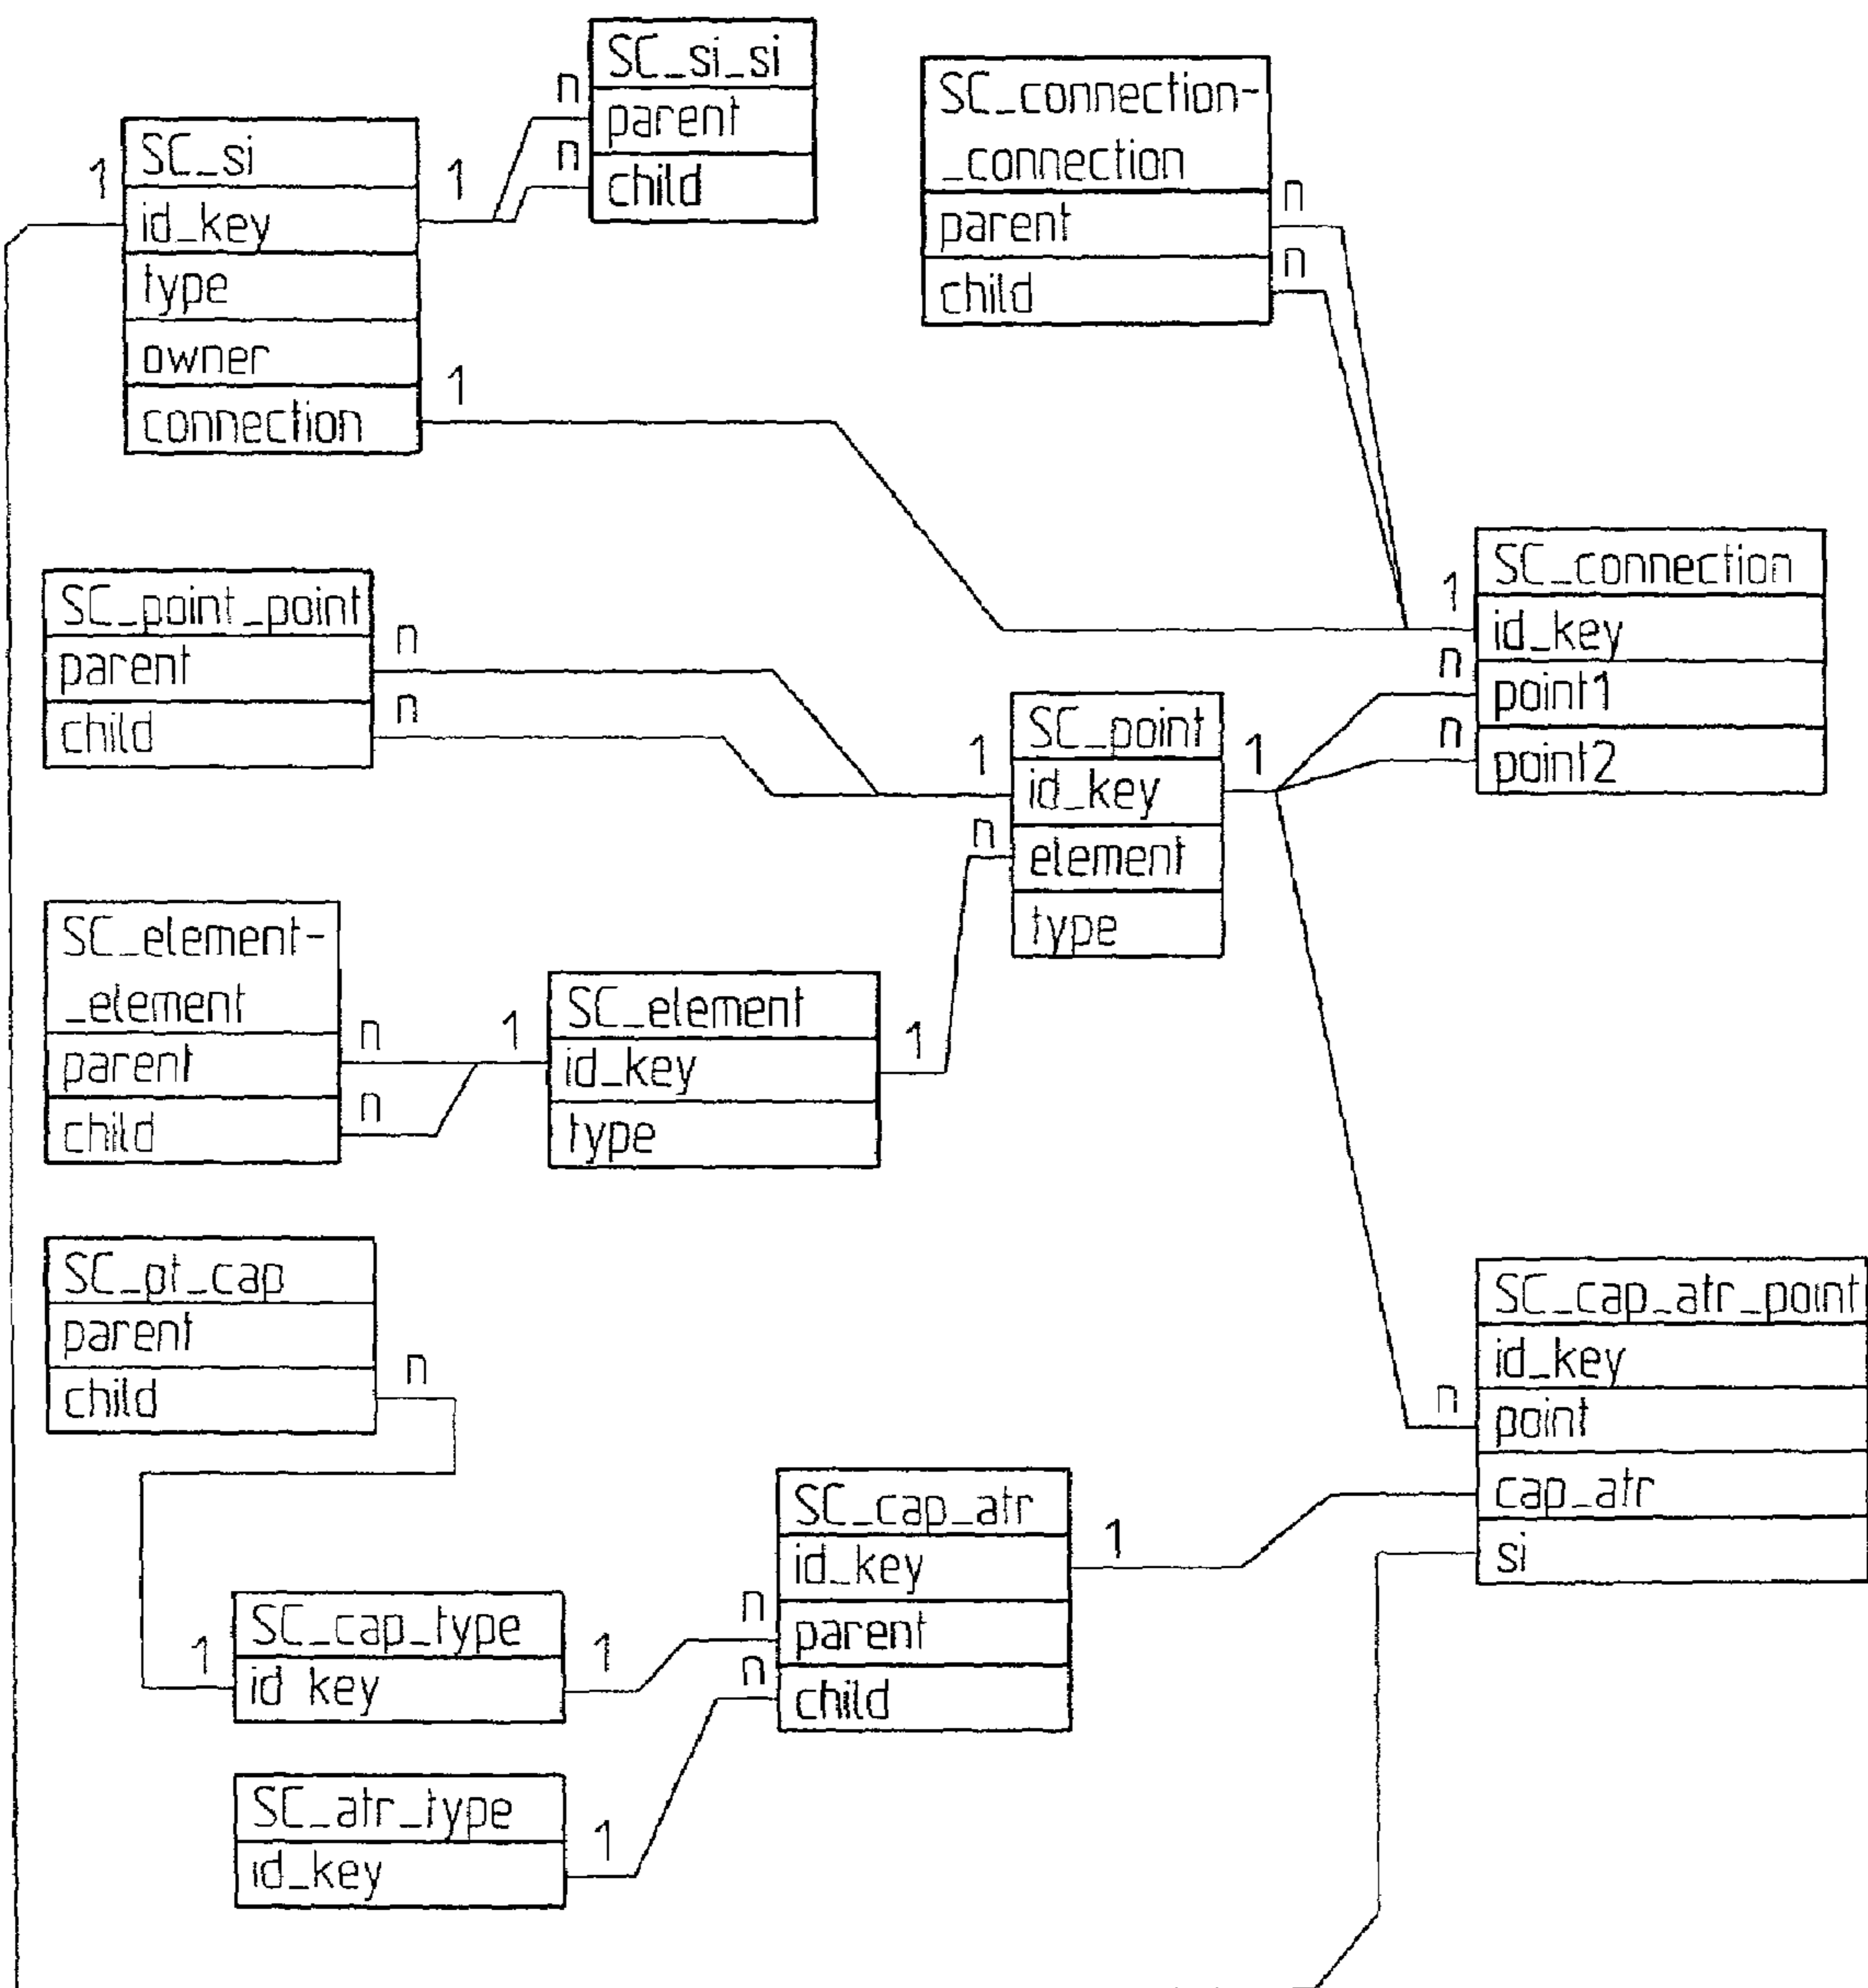 SC_si_si
n
parent
n
child
SC_connection-
_connection
n
parent
n
child
1
SC_si
1
id_key
type
owner
1
connection
SC_connection
1
id_key
n
point1
n
point2
SC_point_point
n
parent
n
child
SC_point
1
1
id_key
n
element
type
SC_element-
_element
n
parent
n
child
SC_element
1
1
id_key
type
SC_pt_cap
parent
n
child
SC_cap_atr_point
id_key
n
point
cap_atr
si
SC_cap_atr
1
id_key
n
parent
n
child
SC_cap_type
1
1
id key
SC_atr_type
1
id_key